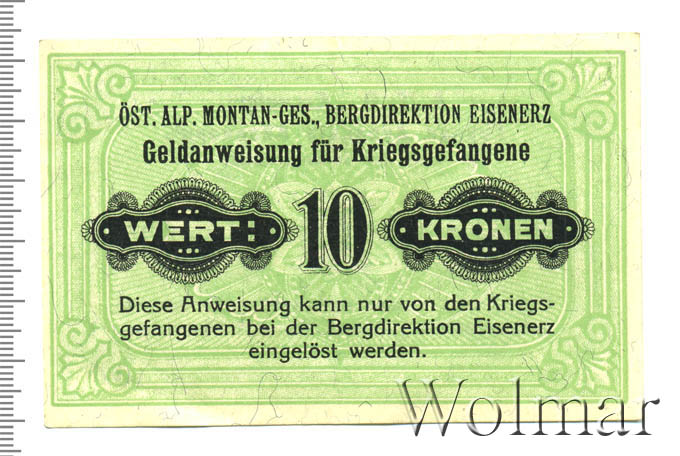 ÖST. ALP. MONTAN-GES., BERGDIREKTION EISENERZ
Geldanweisung für Kriegsgefangene
WERT: 10 KRONEN
Diese Anweisung kann nur von den Kriegs-
gefangenen bei der Bergdirektion Eisenerz
eingelöst werden.
Wolmar